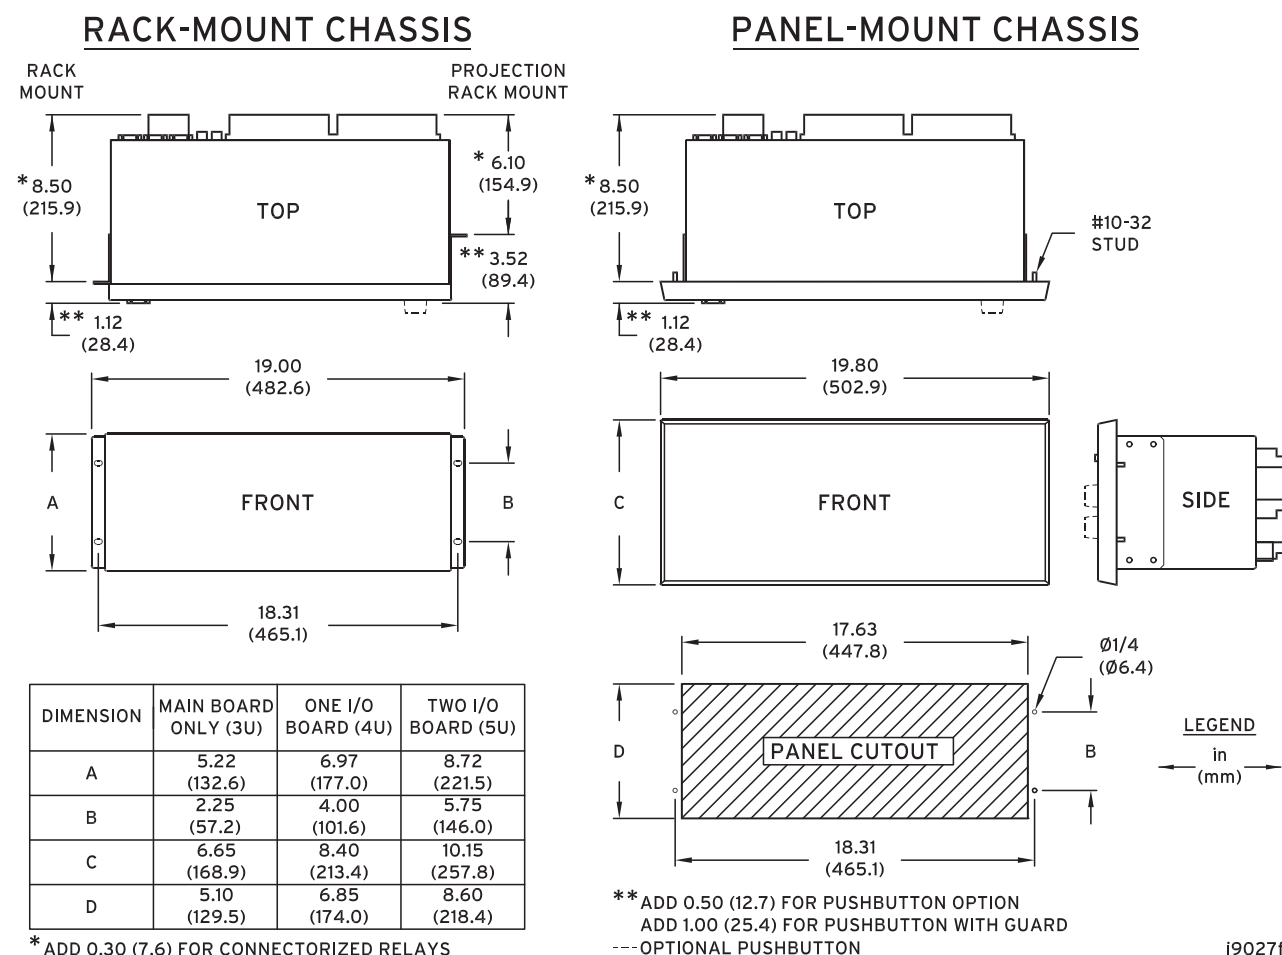 RACK-MOUNT CHASSIS
RACK
MOUNT
PROJECTION
RACK MOUNT
*8.50
(215.9)
TOP
*6.10
(154.9)
**3.52
(89.4)
**1.12
(28.4)
19.00
(482.6)
A
FRONT
B
18.31
(465.1)
PANEL-MOUNT CHASSIS
*8.50
(215.9)
TOP
#10-32
STUD
**1.12
(28.4)
19.80
(502.9)
C
FRONT
SIDE
17.63
(447.8)
Ø1/4
(Ø6.4)
D
PANEL CUTOUT
B
18.31
(465.1)
LEGEND
in
(mm)
DIMENSION MAIN BOARD ONLY (3U) ONE I/O BOARD (4U) TWO I/O BOARD (5U)
A 5.22 (132.6) 6.97 (177.0) 8.72 (221.5)
B 2.25 (57.2) 4.00 (101.6) 5.75 (146.0)
C 6.65 (168.9) 8.40 (213.4) 10.15 (257.8)
D 5.10 (129.5) 6.85 (174.0) 8.60 (218.4)
*ADD 0.30 (7.6) FOR CONNECTORIZED RELAYS
**ADD 0.50 (12.7) FOR PUSHBUTTON OPTION
ADD 1.00 (25.4) FOR PUSHBUTTON WITH GUARD
---OPTIONAL PUSHBUTTON
i9027f